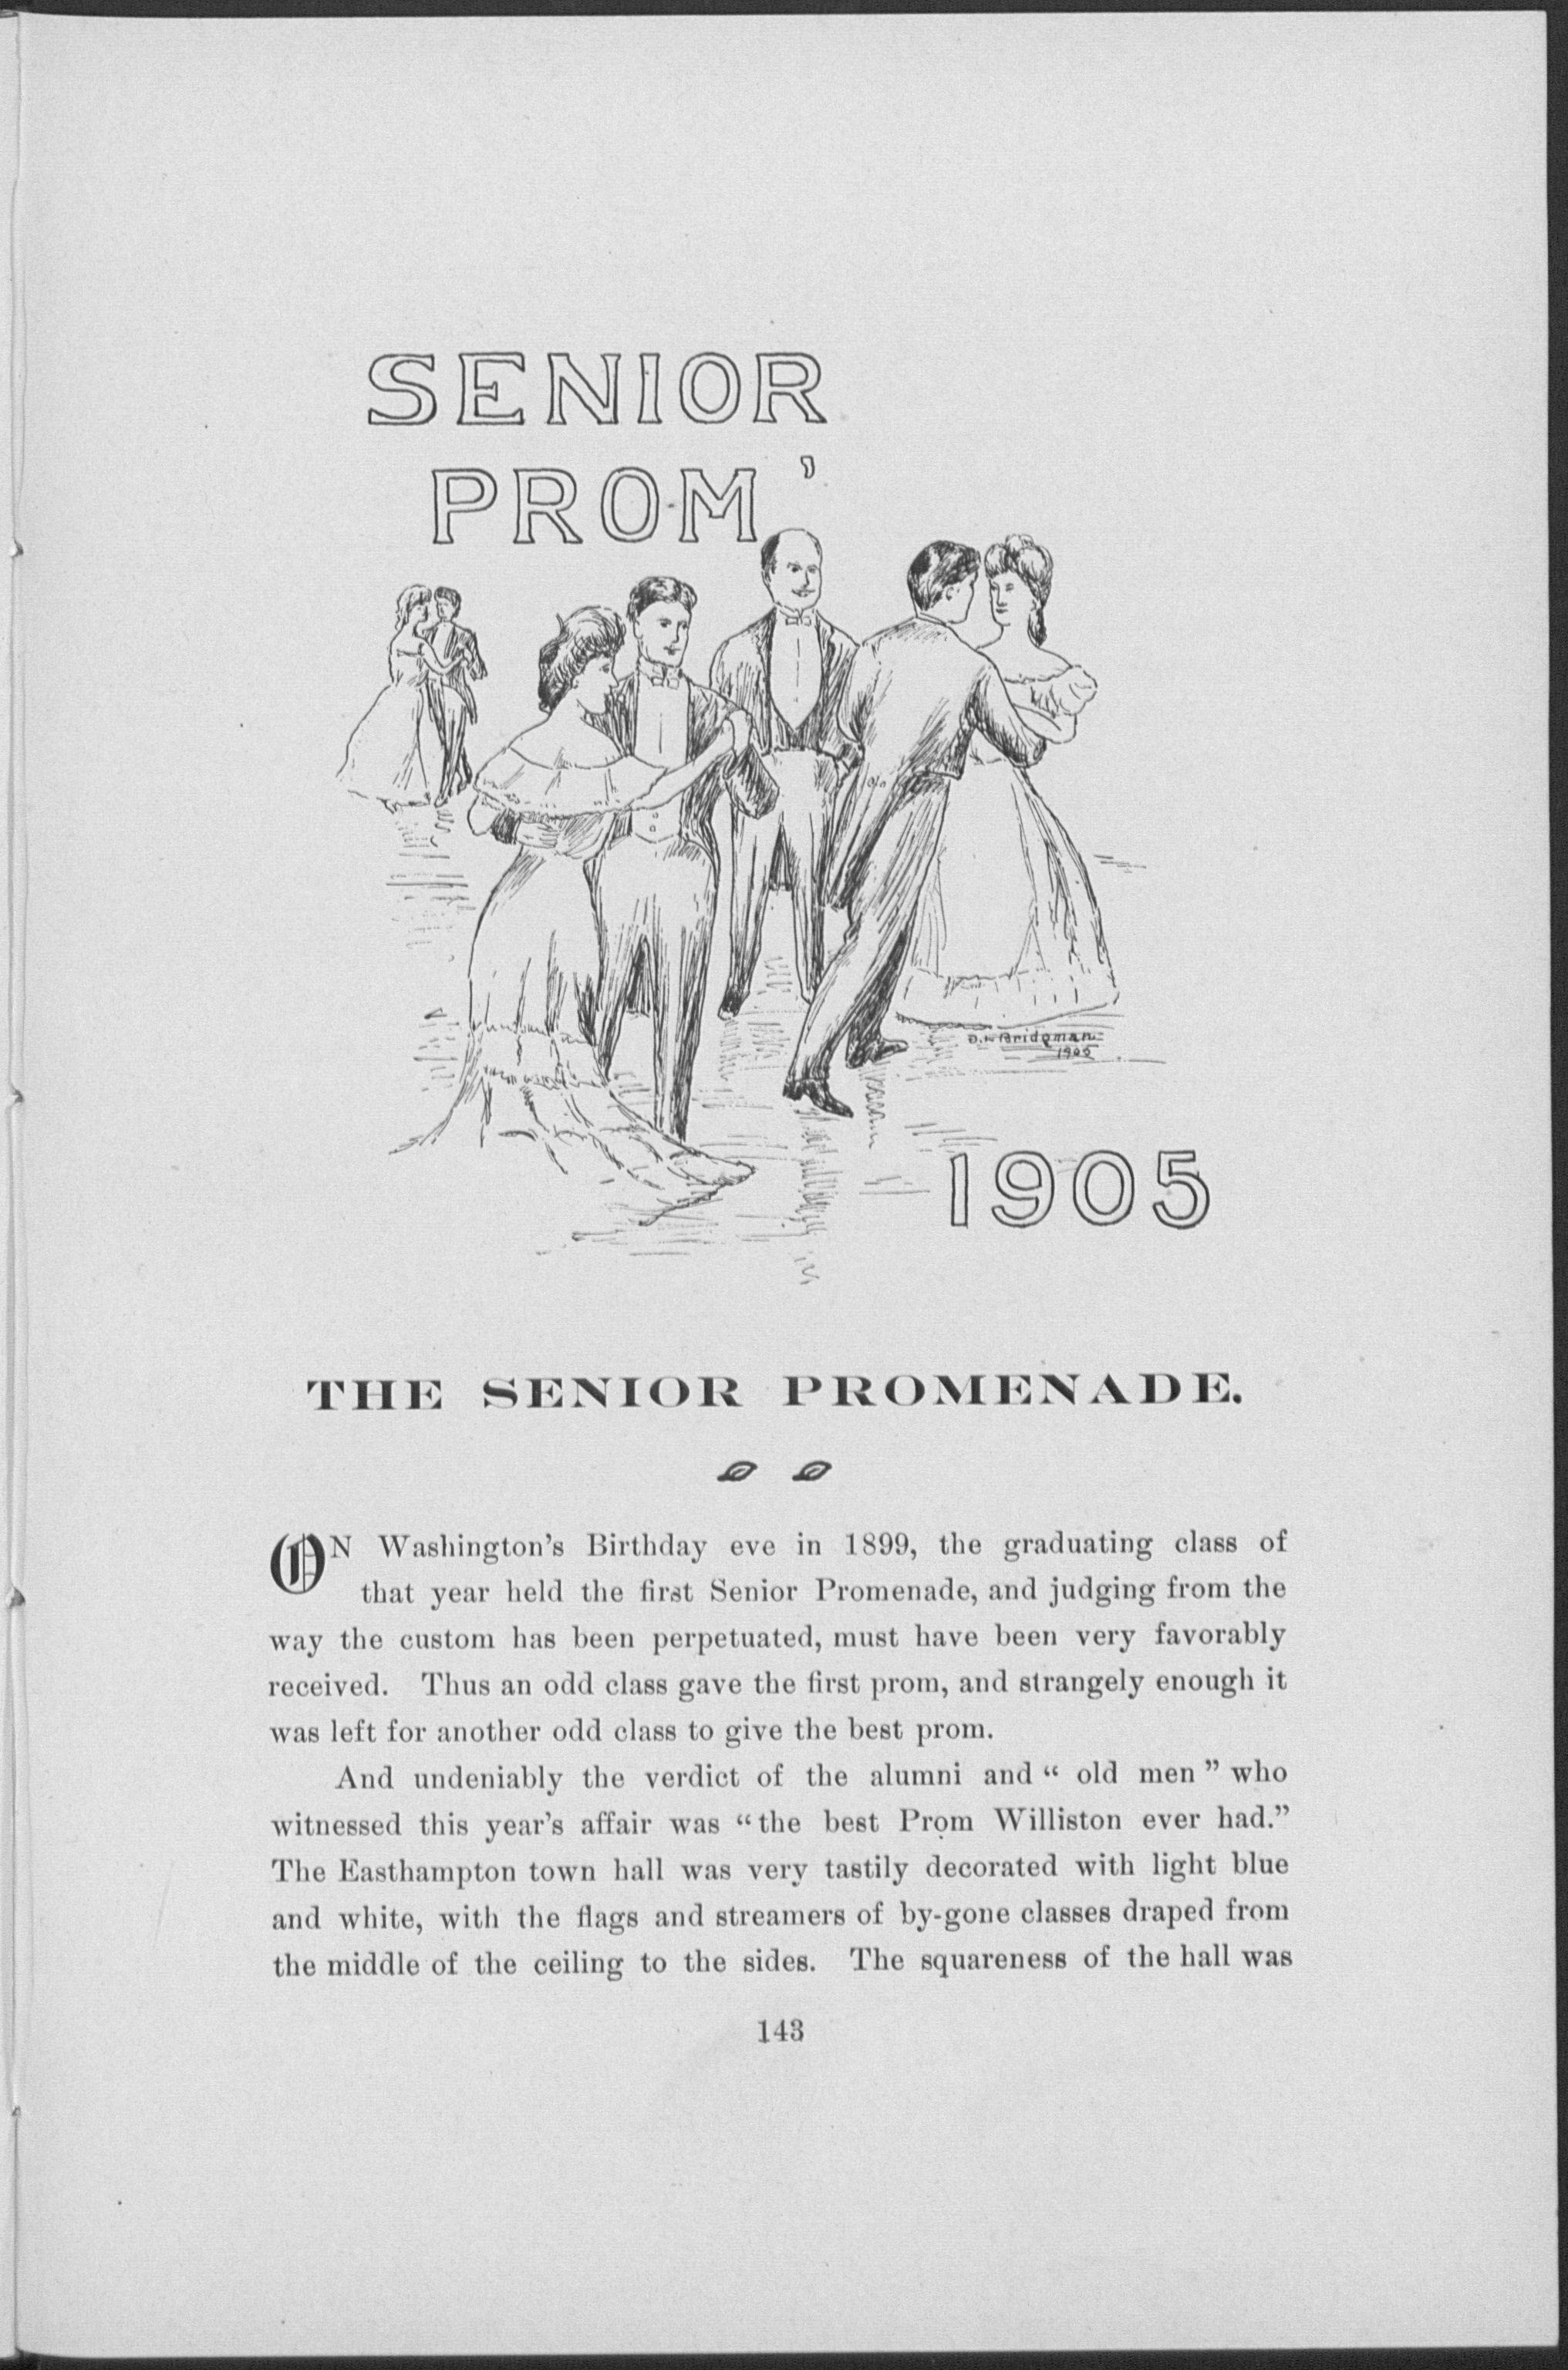 SENIOR
PROM'
D. Bridgman
1905
1905
THE SENIOR PROMENADE.
ON Washington's Birthday eve in 1899, the graduating class of
that year held the first Senior Promenade, and judging from the
way the custom has been perpetuated, must have been very favorably
received. Thus an odd class gave the first prom, and strangely enough it
was left for another odd class to give the best prom.
And undeniably the verdict of the alumni and " old men " who
witnessed this year's affair was "the best Prom Williston ever had."
The Easthampton town hall was very tastily decorated with light blue
and white, with the flags and streamers of by-gone classes draped from
the middle of the ceiling to the sides. The squareness of the hall was
143